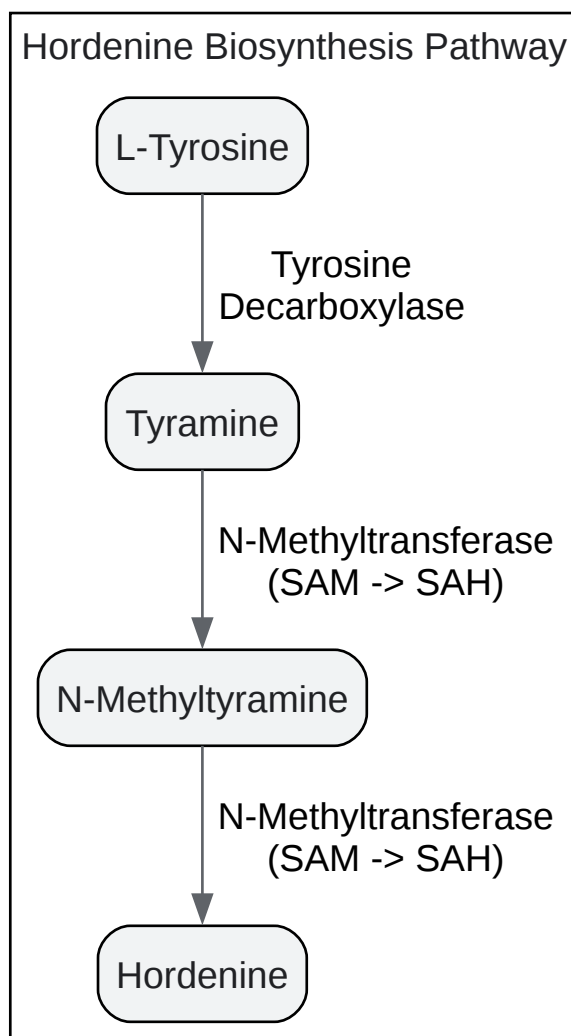 Hordenine Biosynthesis Pathway
L-Tyrosine
Tyrosine
Decarboxylase
Tyramine
N-Methyltransferase
(SAM -> SAH)
N-Methyltyramine
N-Methyltransferase
(SAM -> SAH)
Hordenine